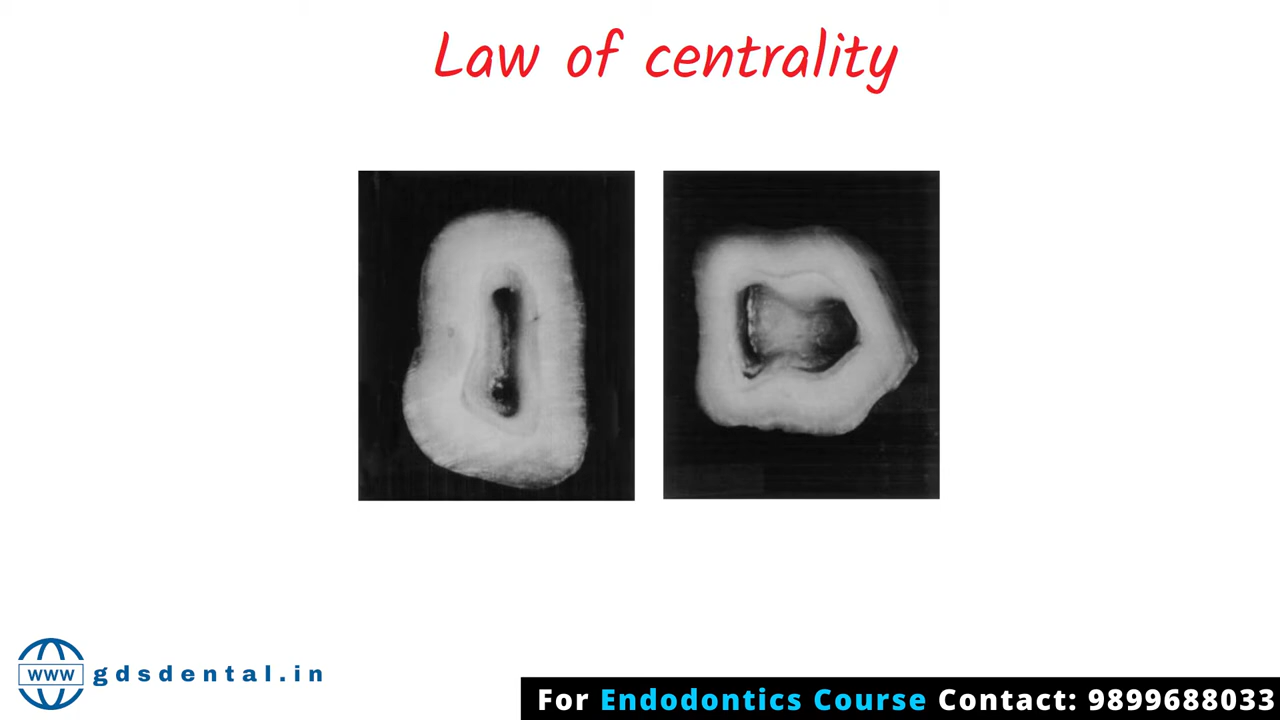 Law of centrality
www gdsdental.in
For Endodontics Course Contact: 9899688033